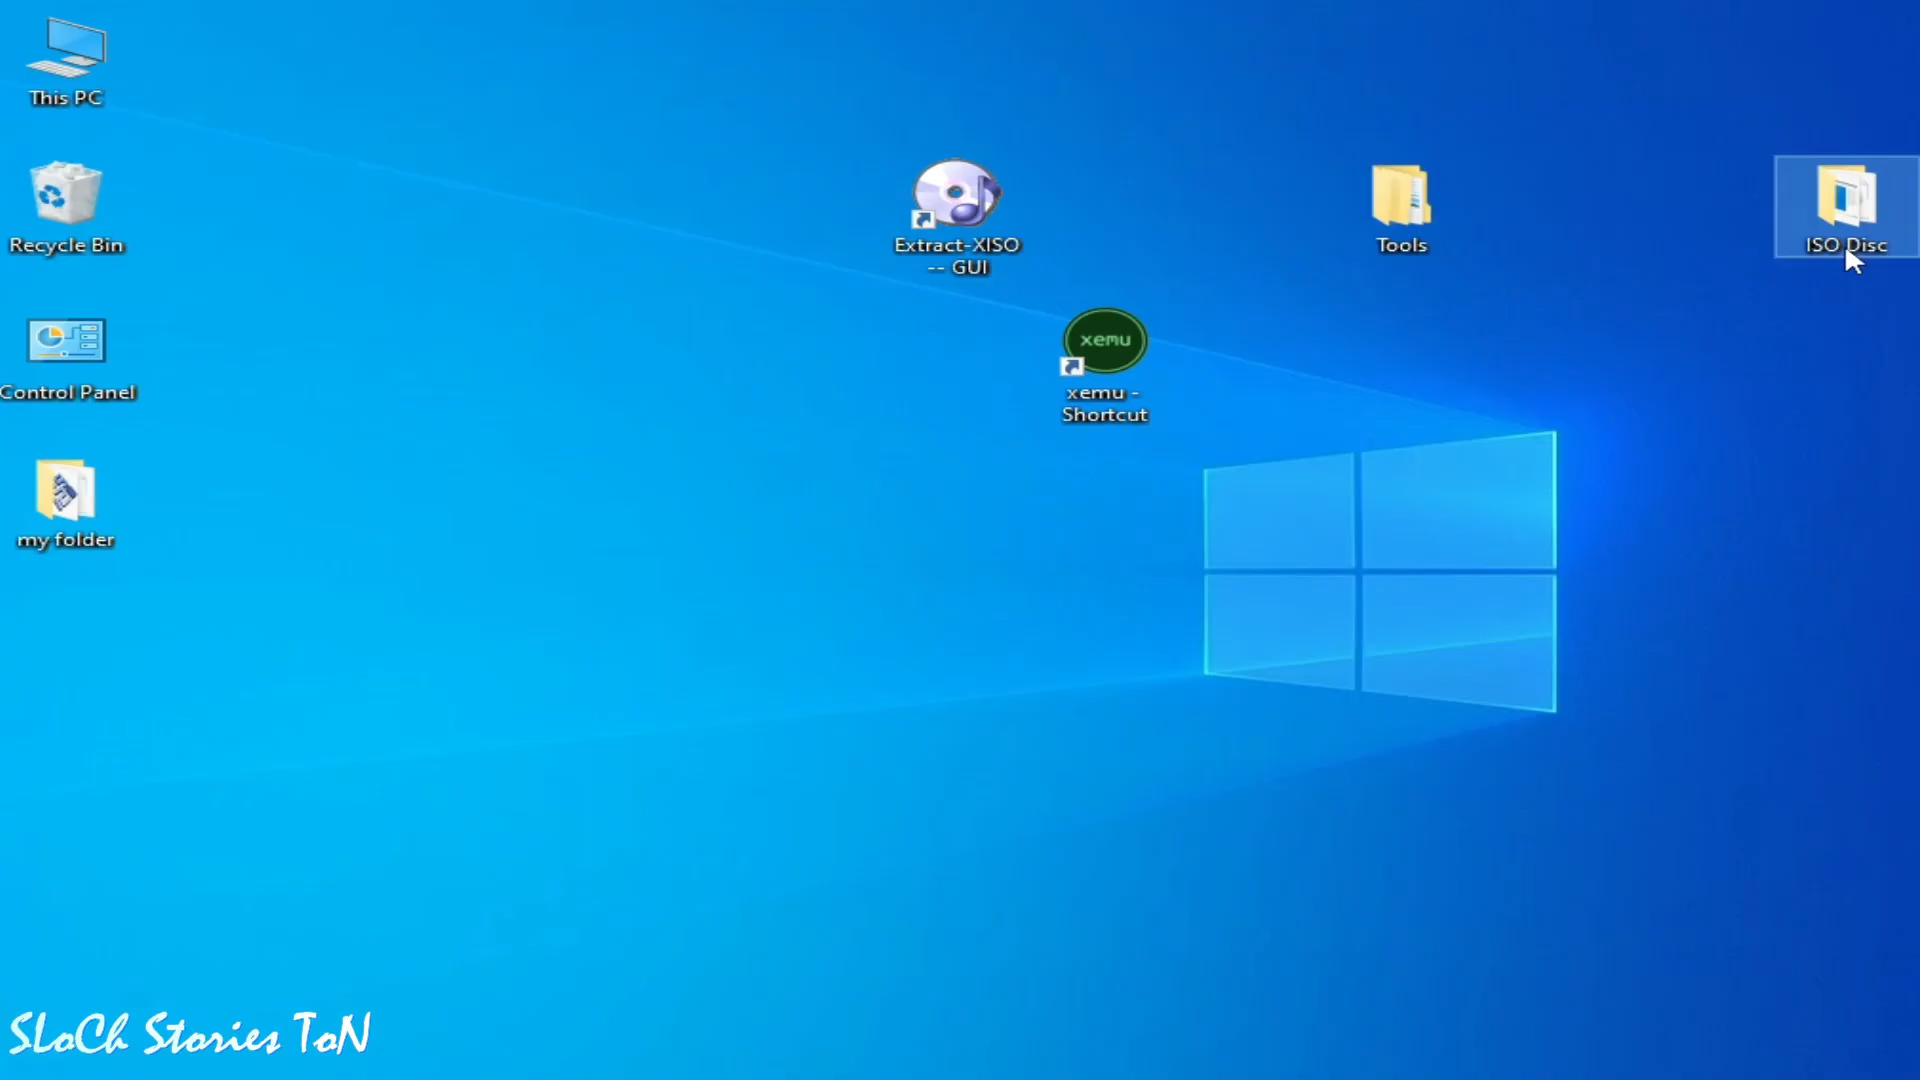 This PC
Recycle Bin
Extract-XISO
-- GUI
Tools
ISO Disc
xemu
xemu -
Shortcut
Control Panel
my folder
SLoCh Stories ToN